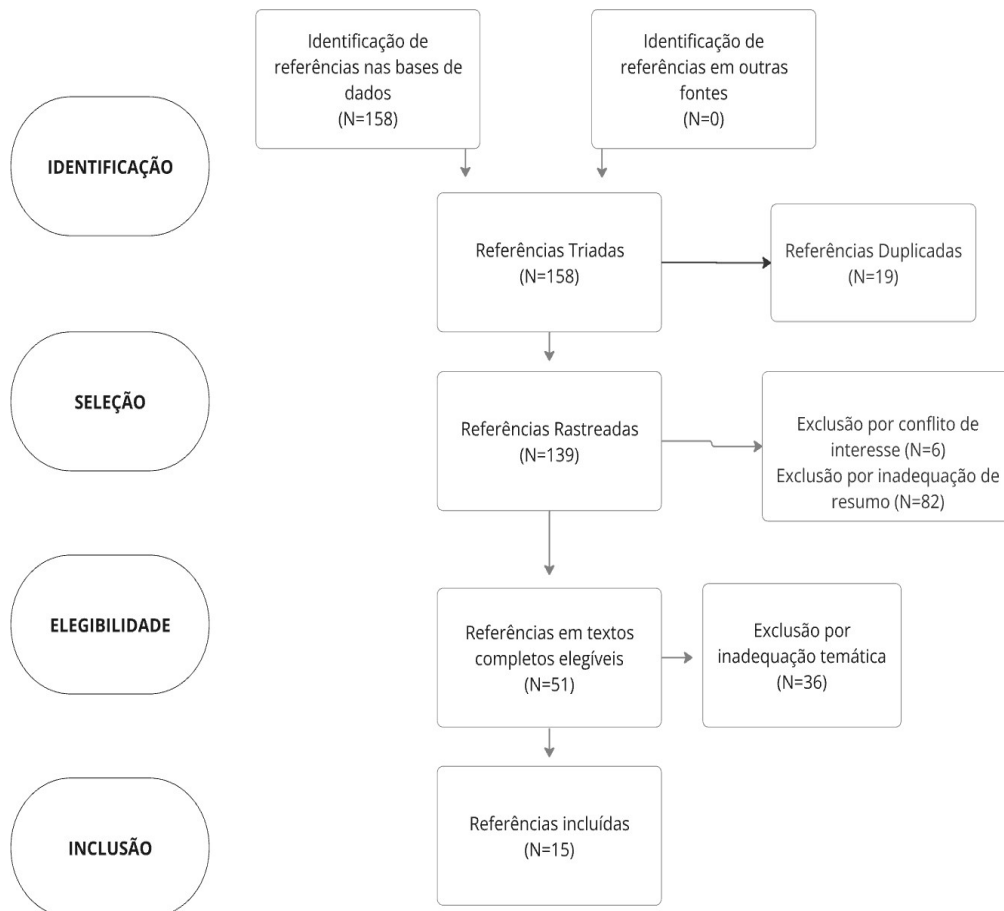 Identificação de
referências nas bases de
dados
(N=158)
Identificação de
referências em outras
fontes
(N=0)
IDENTIFICAÇÃO
Referências Triadas
(N=158)
Referências Duplicadas
(N=19)
SELEÇÃO
Referências Rastreadas
(N=139)
Exclusão por conflito de
interesse (N=6)
Exclusão por inadequação de
resumo (N=82)
ELEGIBILIDADE
Referências em textos
completos elegíveis
(N=51)
Exclusão por
inadequação temática
(N=36)
INCLUSÃO
Referências incluídas
(N=15)